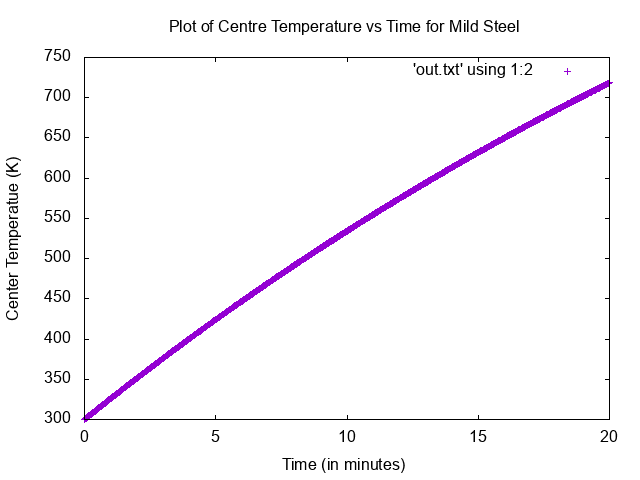 Plot of Centre Temperature vs Time for Mild Steel
'out.txt' using 1:2
Center Temperatue (K)
750
700
650
600
550
500
450
400
350
300
0 5 10 15 20
Time (in minutes)